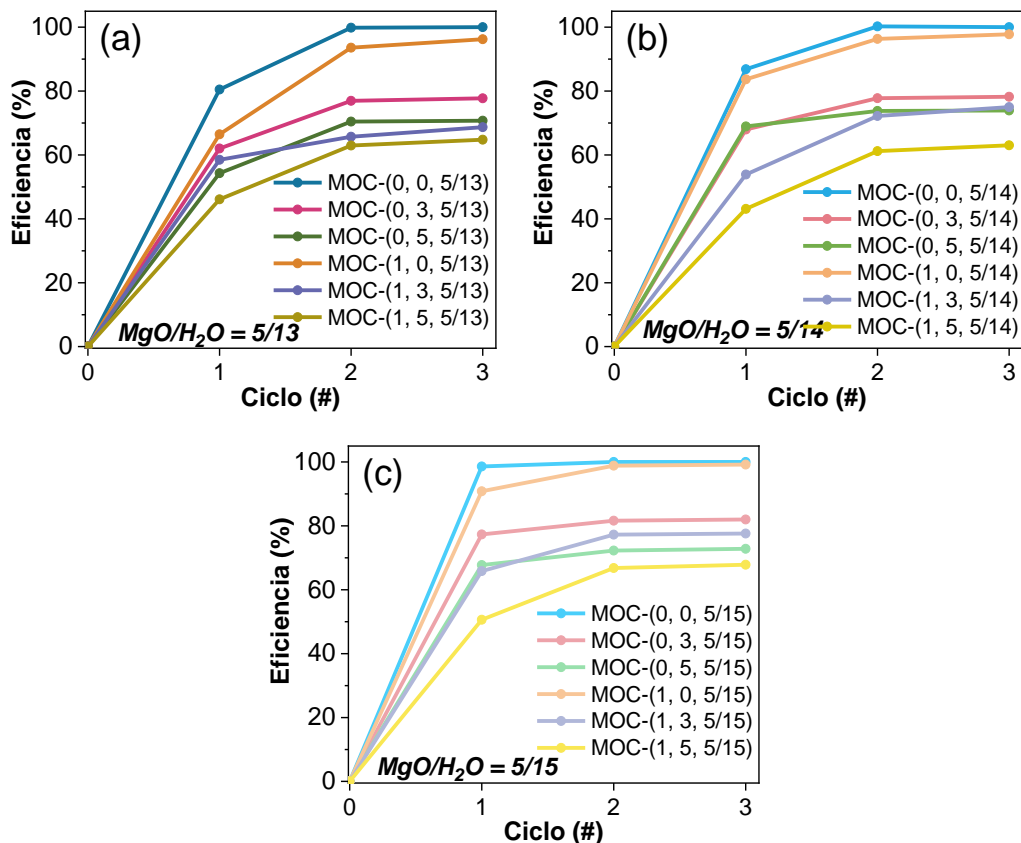 (a)
Eficiencia (%)
100
80
60
40
20
0
MOC-(0, 0, 5/13)
MOC-(0, 3, 5/13)
MOC-(0, 5, 5/13)
MOC-(1, 0, 5/13)
MOC-(1, 3, 5/13)
MOC-(1, 5, 5/13)
MgO/H₂O = 5/13
0 1 2 3
Ciclo (#)
(b)
Eficiencia (%)
100
80
60
40
20
0
MOC-(0, 0, 5/14)
MOC-(0, 3, 5/14)
MOC-(0, 5, 5/14)
MOC-(1, 0, 5/14)
MOC-(1, 3, 5/14)
MOC-(1, 5, 5/14)
MgO/H₂O = 5/14
0 1 2 3
Ciclo (#)
(c)
Eficiencia (%)
100
80
60
40
20
0
MOC-(0, 0, 5/15)
MOC-(0, 3, 5/15)
MOC-(0, 5, 5/15)
MOC-(1, 0, 5/15)
MOC-(1, 3, 5/15)
MOC-(1, 5, 5/15)
MgO/H₂O = 5/15
0 1 2 3
Ciclo (#)